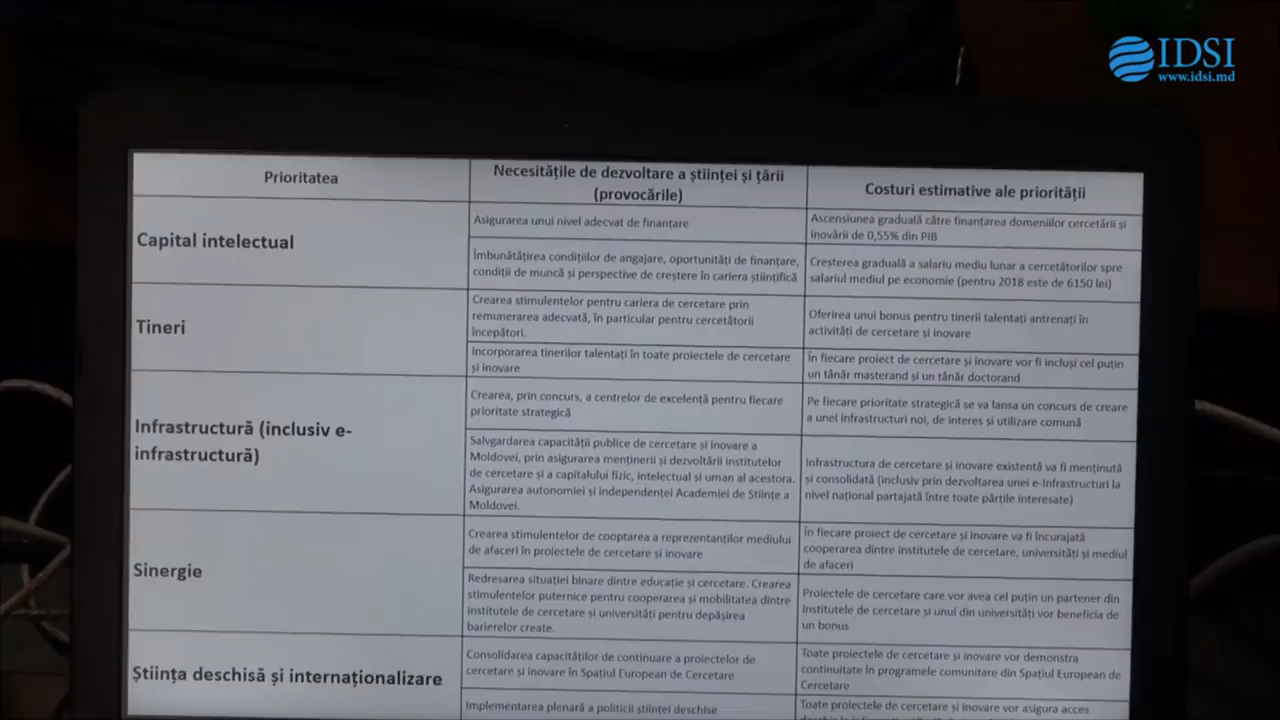 IDSI
www.idsi.md
Prioritatea
Necesitățile de dezvoltare a științei și țării
(provocările)
Costuri estimative ale priorității
Capital intelectual
Asigurarea unui nivel adecvat de finanțare
Ascensiunea graduală către finanțarea domeniilor cercetării și
inovării de 0,55% din PIB
Îmbunătățirea condițiilor de angajare, oportunități de finanțare,
condiții de muncă și perspective de creștere în cariera științifică
Creșterea graduală a salariu mediu lunar a cercetătorilor spre
salariul mediul pe economie (pentru 2018 este de 6150 lei)
Tineri
Crearea stimulentelor pentru cariera de cercetare prin
remunerarea adecvată, în particular pentru cercetătorii
începători.
Oferirea unui bonus pentru tinerii talentați antrenați în
activități de cercetare și inovare
Incorporarea tinerilor talentați în toate proiectele de cercetare
și inovare
În fiecare proiect de cercetare și inovare vor fi incluși cel puțin
un tânăr masterand și un tânăr doctorand
Infrastructură (inclusiv e-
infrastructură)
Crearea, prin concurs, a centrelor de excelență pentru fiecare
prioritate strategică
Pe fiecare prioritate strategică se va lansa un concurs de creare
a unei infrastructuri noi, de interes și utilizare comună
Salvgardarea capacității publice de cercetare și inovare a
Moldovei, prin asigurarea menținerii și dezvoltării institutelor
de cercetare și a capitalului fizic, intelectual și uman al acestora.
Asigurarea autonomiei și independenței Academiei de Științe a
Moldovei.
Infrastructura de cercetare și inovare existentă va fi menținută
și consolidată (inclusiv prin dezvoltarea unei e-infrastructuri la
nivel național partajată între toate părțile interesate)
Sinergie
Crearea stimulentelor de cooptarea a reprezentanților mediului
de afaceri în proiectele de cercetare și inovare
În fiecare proiect de cercetare și inovare va fi încurajată
cooperarea dintre institutele de cercetare, universități și mediul
de afaceri
Redresarea situației binare dintre educație și cercetare. Crearea
stimulentelor puternice pentru cooperarea și mobilitatea dintre
institutele de cercetare și universități pentru depășirea
barierelor create.
Proiectele de cercetare care vor avea cel puțin un partener din
institutele de cercetare și unul din universități vor beneficia de
un bonus
Știința deschisă și internaționalizare
Consolidarea capacităților de continuare a proiectelor de
cercetare și inovare în Spațiul European de Cercetare
Toate proiectele de cercetare și inovare vor demonstra
continuitate în programele comunitare din Spațiul European de
Cercetare
Implementarea plenară a politicii științei deschise
Toate proiectele de cercetare și inovare vor asigura acces